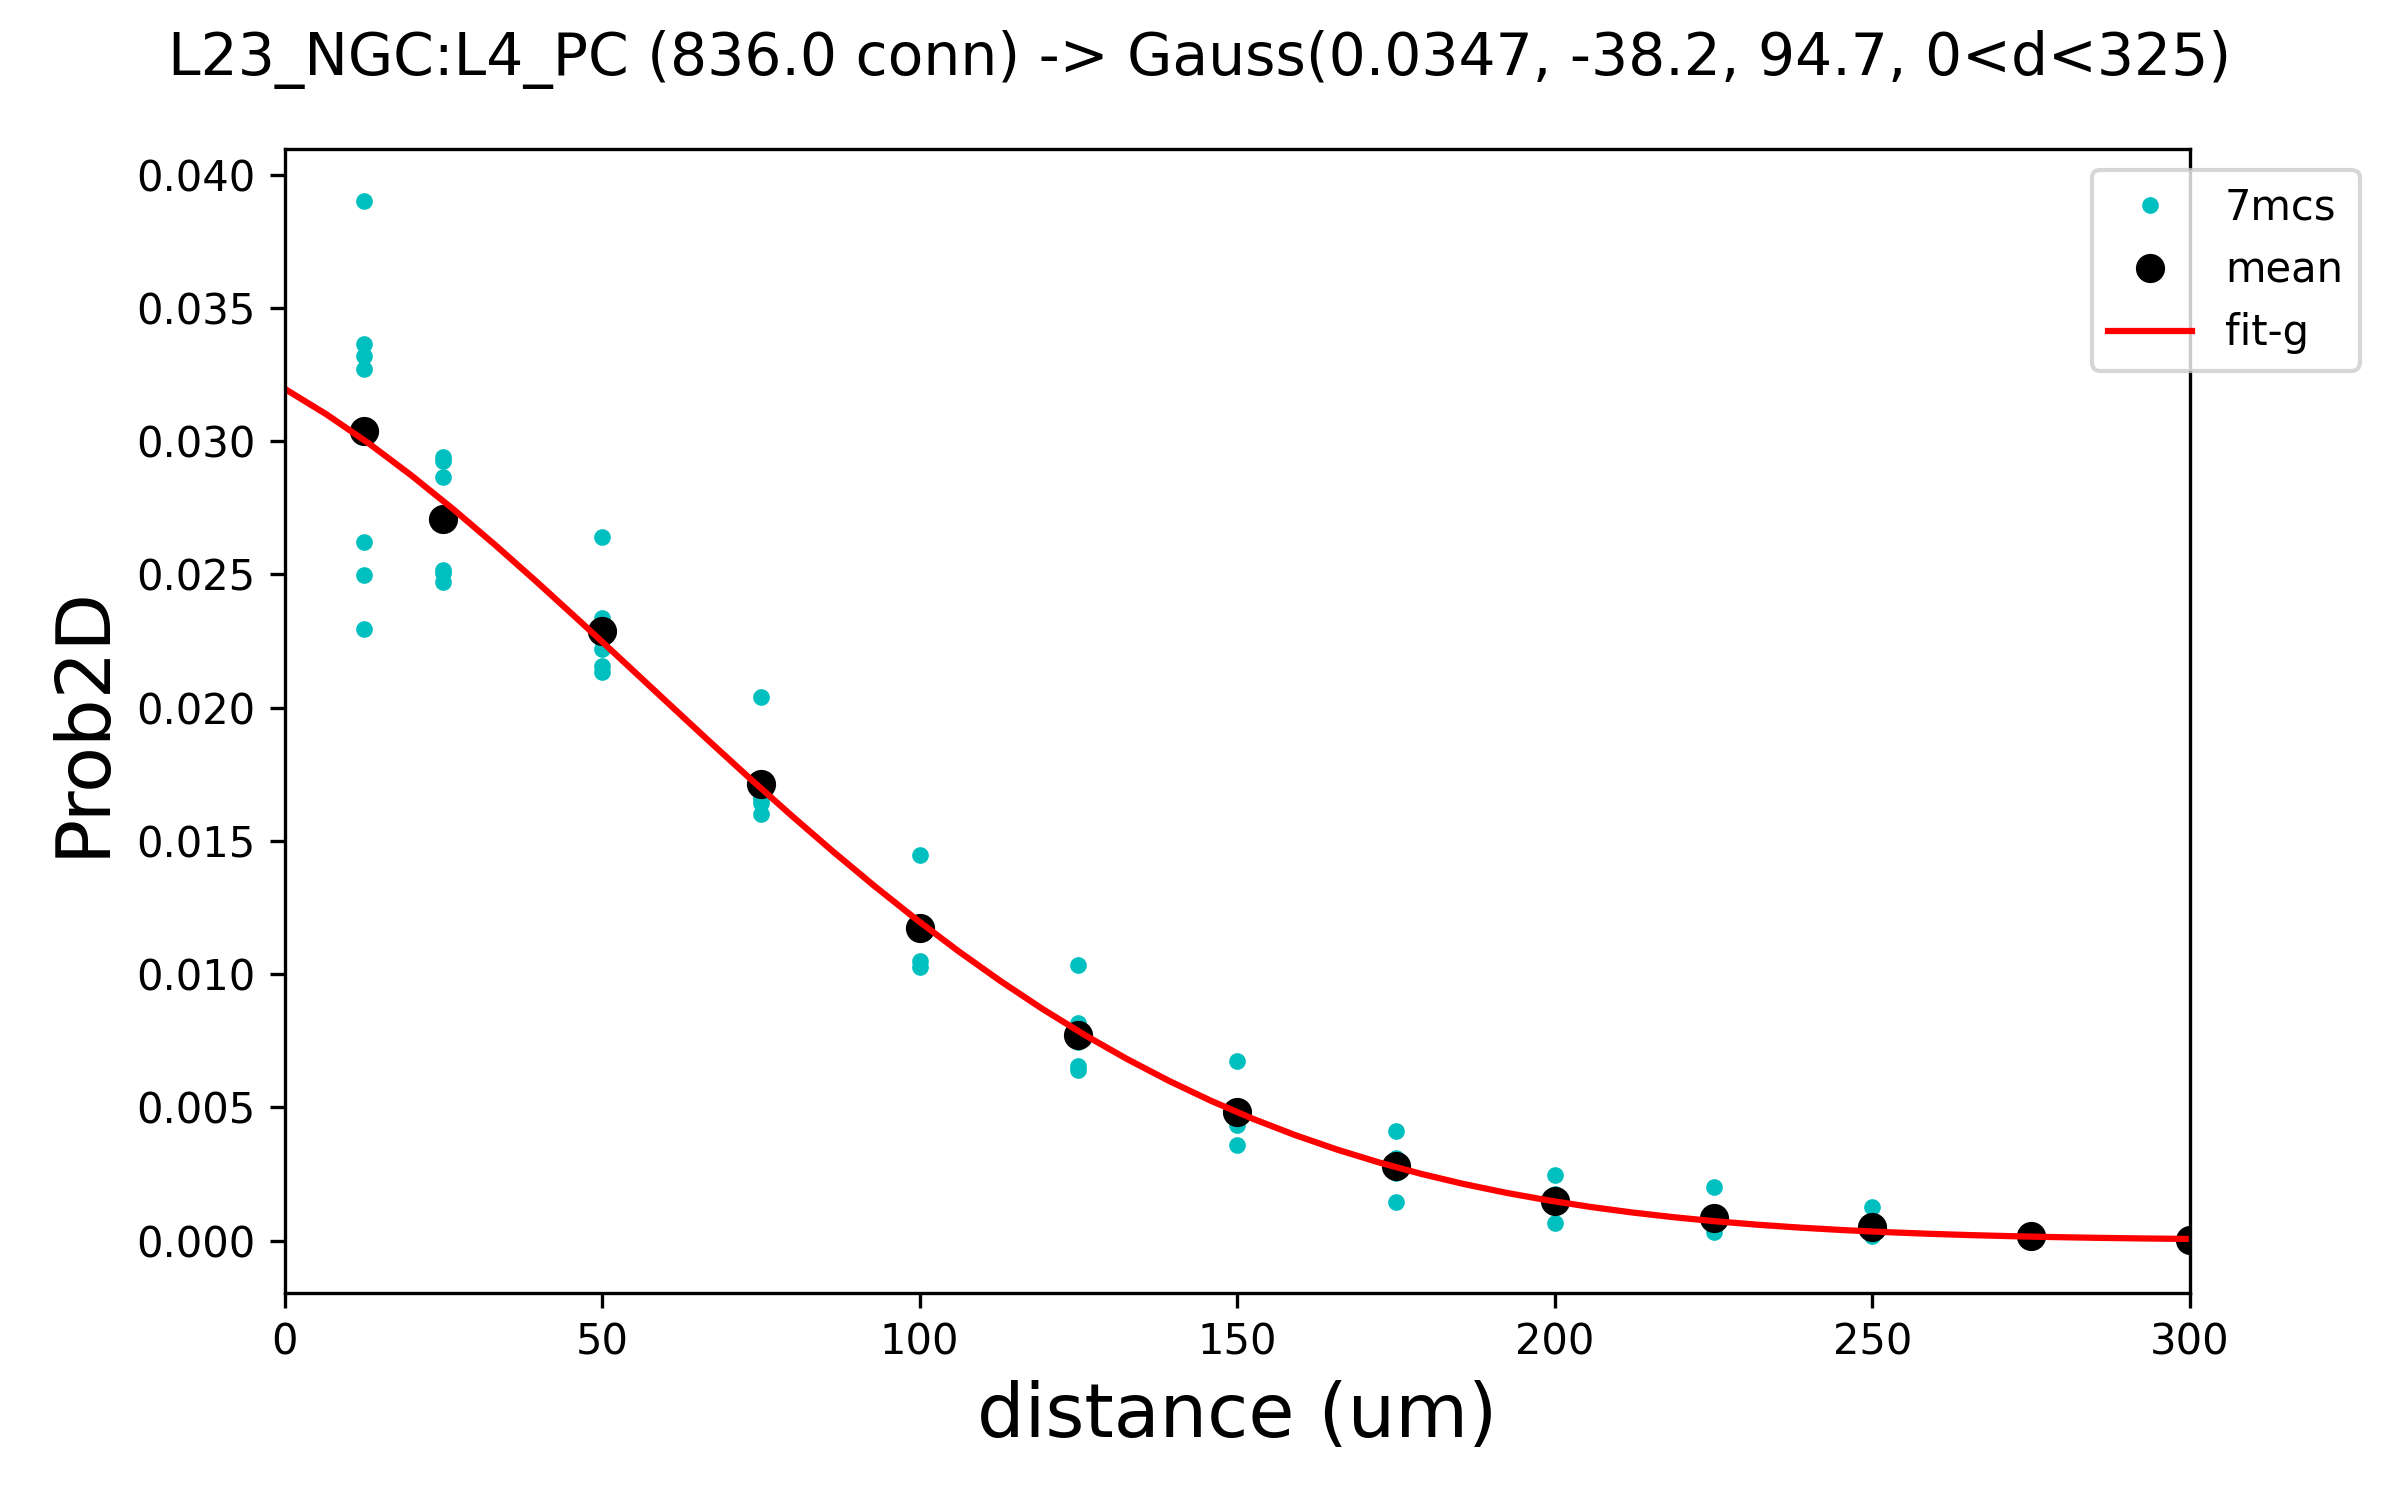 L23_NGC:L4_PC (836.0 conn) -> Gauss(0.0347, -38.2, 94.7, 0<d<325)
7mcs
mean
fit-g
Prob2D
0.040
0.035
0.030
0.025
0.020
0.015
0.010
0.005
0.000
0 50 100 150 200 250 300
distance (um)